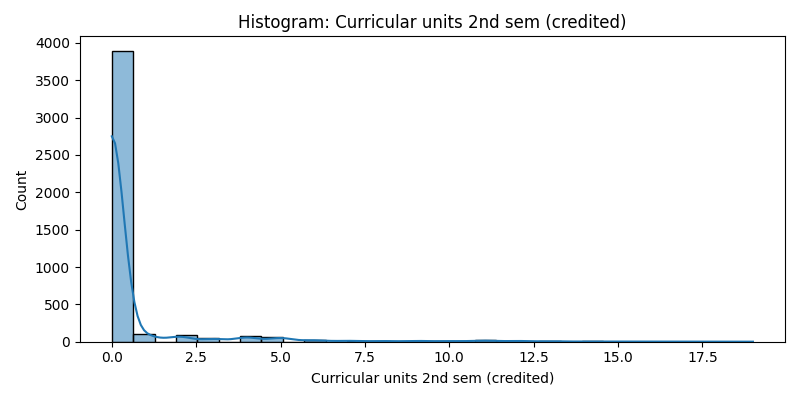 Histogram: Curricular units 2nd sem (credited)
4000
3500
3000
2500
2000
1500
1000
500
0
Count
0.0 2.5 5.0 7.5 10.0 12.5 15.0 17.5
Curricular units 2nd sem (credited)